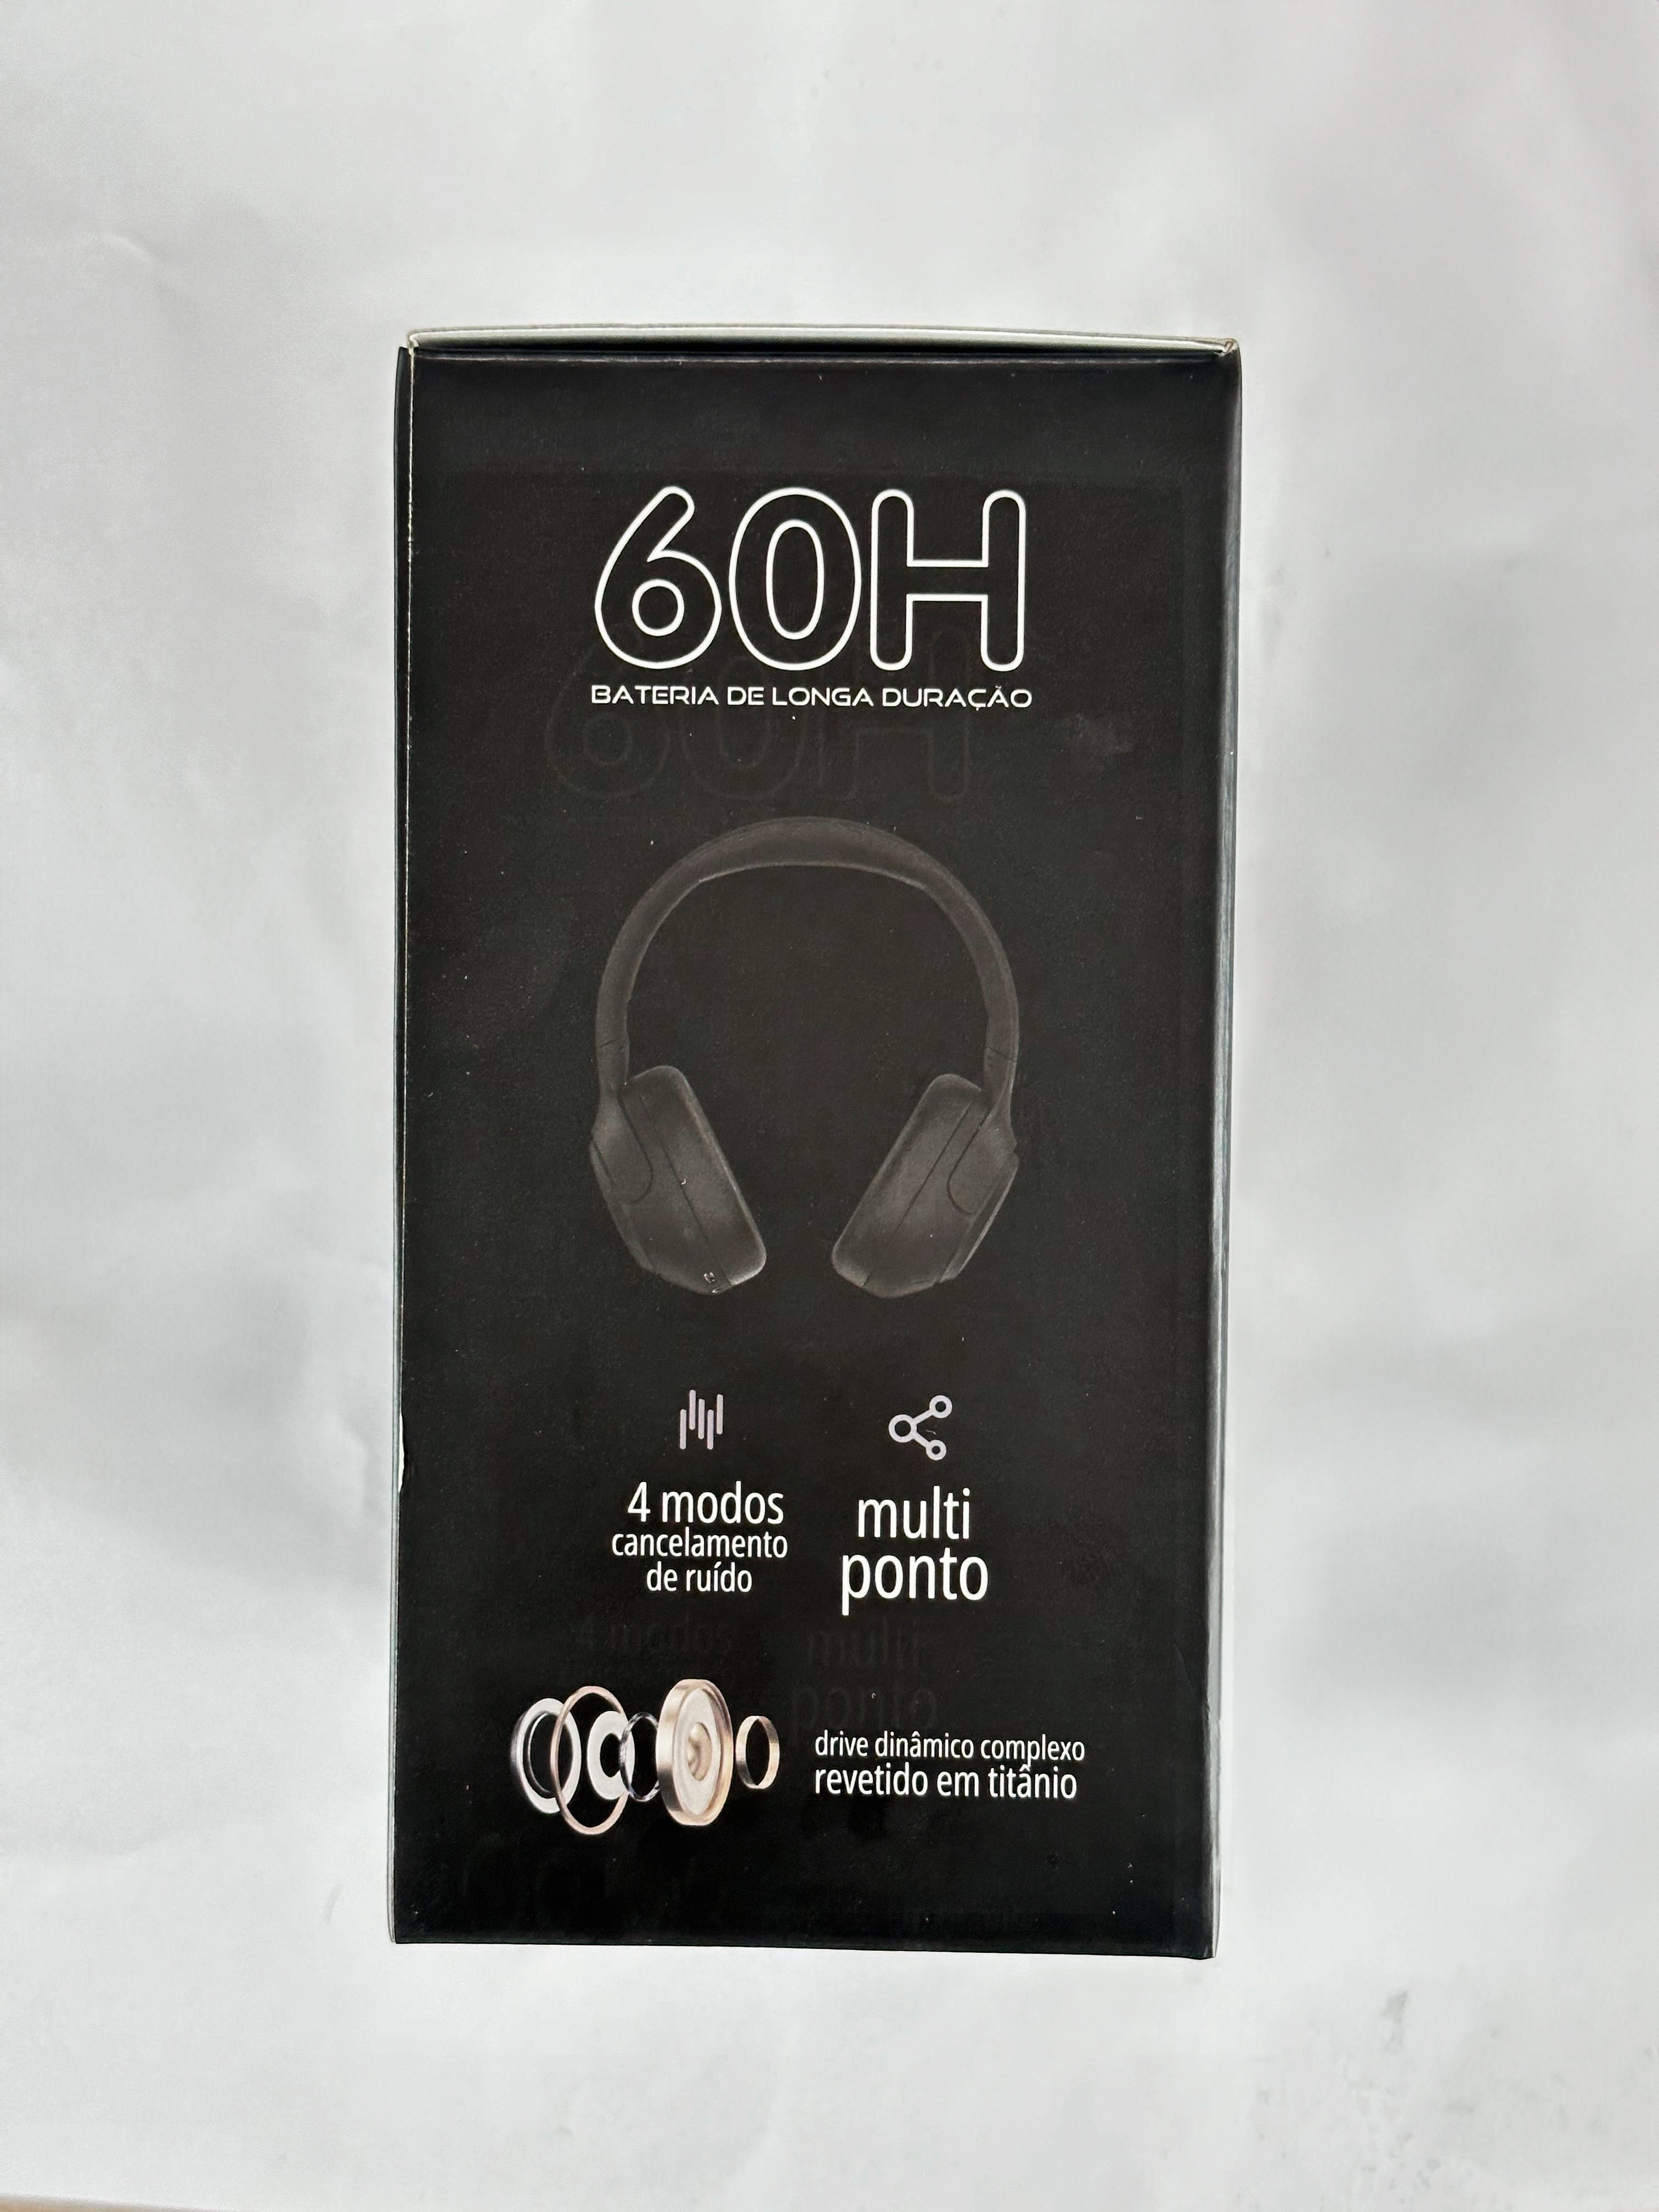 60H
BATERIA DE LONGA DURAÇÃO
4 modos
cancelamento
de ruído
multi
ponto
drive dinâmico complexo
revetido em titânio